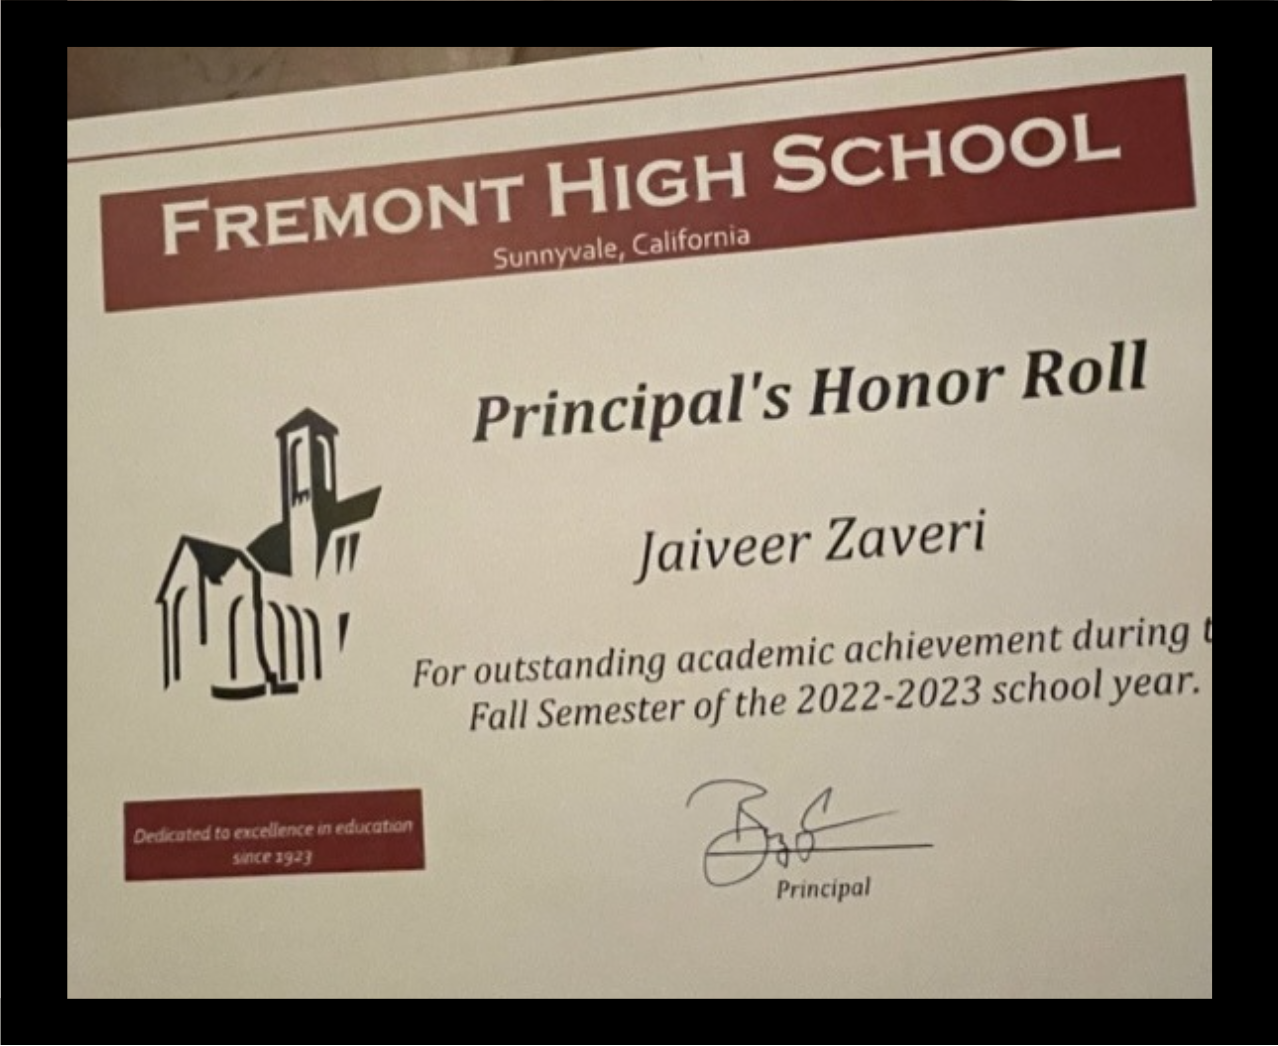 FREMONT HIGH SCHOOL
Sunnyvale, California
Principal's Honor Roll
Jaiveer Zaveri
For outstanding academic achievement during t
Fall Semester of the 2022-2023 school year.
Dedicated to excellence in education
since 1923
Principal